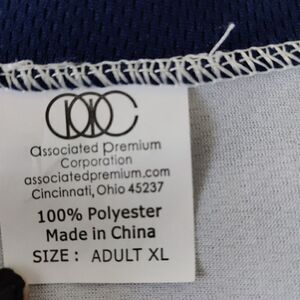 associated premium
Corporation
associatedpremium.com
Cincinnati, Ohio 45237
100% Polyester
Made in China
SIZE: ADULT XL